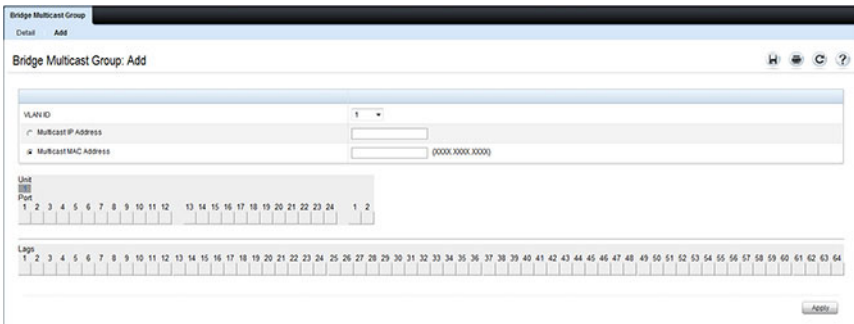 Bridge Multicast Group
Detail Add
Bridge Multicast Group: Add
VLAN ID 1
Multicast IP Address
Multicast MAC Address (XXXX.XXXX.XXXX)
Unit
1
Port
1 2 3 4 5 6 7 8 9 10 11 12 13 14 15 16 17 18 19 20 21 22 23 24 1 2
Lags
1 2 3 4 5 6 7 8 9 10 11 12 13 14 15 16 17 18 19 20 21 22 23 24 25 26 27 28 29 30 31 32 33 34 35 36 37 38 39 40 41 42 43 44 45 46 47 48 49 50 51 52 53 54 55 56 57 58 59 60 61 62 63 64
Apply